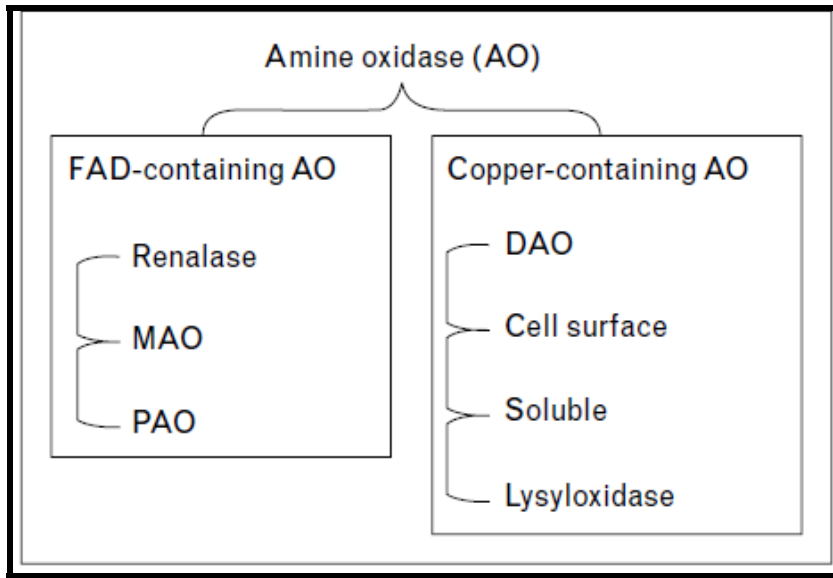 Amine oxidase (AO)
FAD-containing AO
Renalase
MAO
PAO
Copper-containing AO
DAO
Cell surface
Soluble
Lysyloxidase